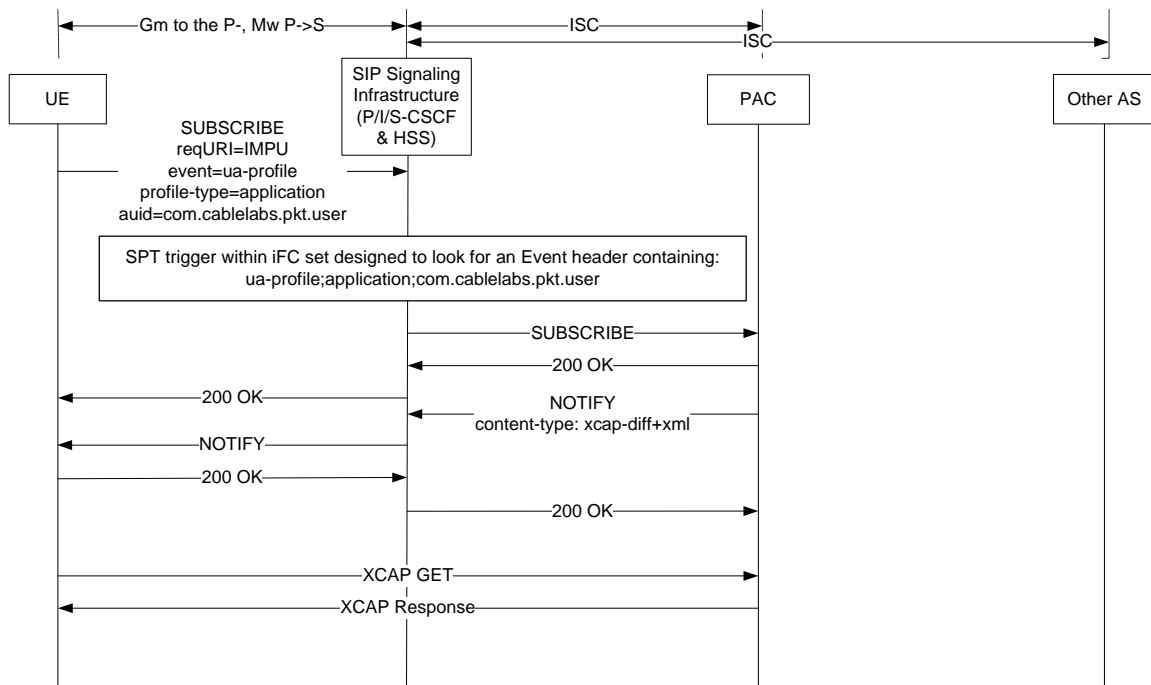 Gm to the P-, Mw P->S
ISC
ISC
UE
SIP Signaling
Infrastructure
(P/I/S-CSCF
& HSS)
PAC
Other AS
SUBSCRIBE
reqURI=IMPU
event=ua-profile
profile-type=application
auid=com.cablelabs.pkt.user
SPT trigger within iFC set designed to look for an Event header containing:
ua-profile;application;com.cablelabs.pkt.user
SUBSCRIBE
200 OK
200 OK
NOTIFY
content-type: xcap-diff+xml
NOTIFY
200 OK
200 OK
XCAP GET
XCAP Response